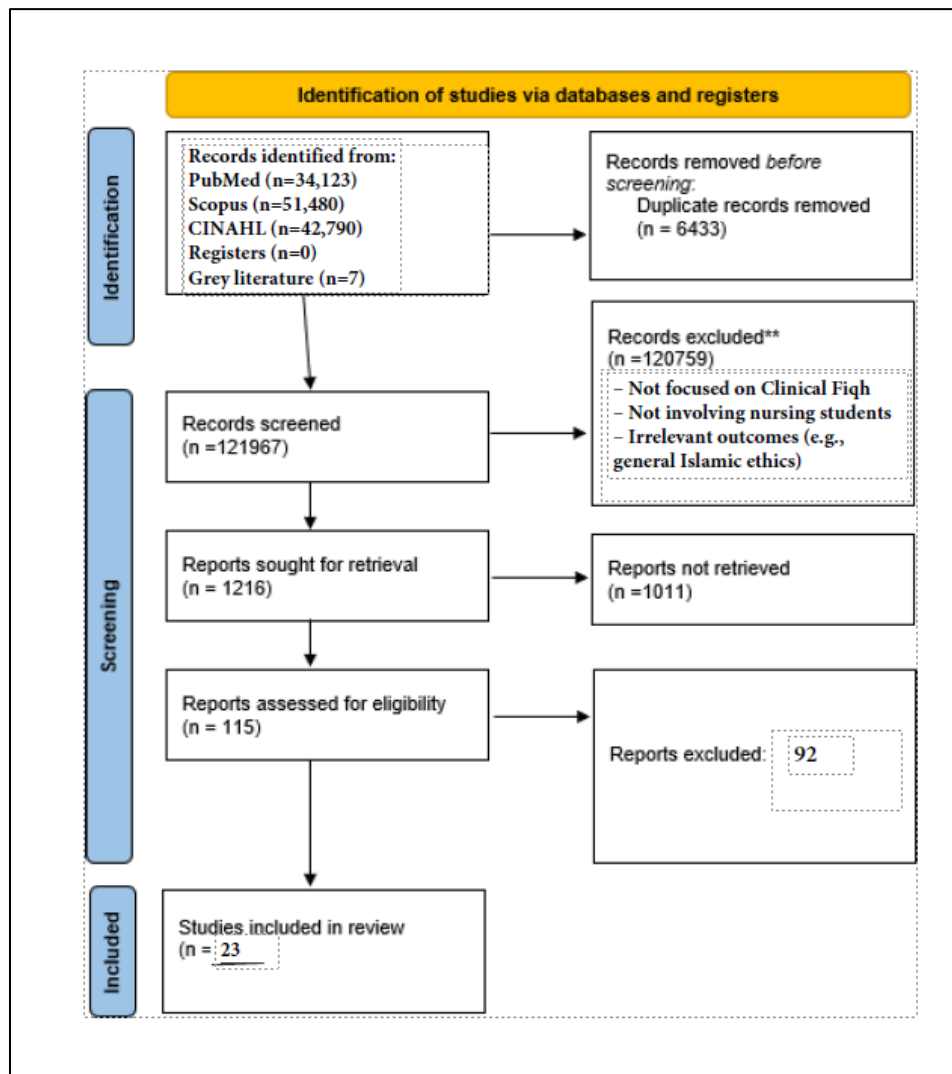 Identification of studies via databases and registers
Identification
Records identified from:
PubMed (n=34,123)
Scopus (n=51,480)
CINAHL (n=42,790)
Registers (n=0)
Grey literature (n=7)
Records removed before
screening:
Duplicate records removed
(n = 6433)
Screening
Records screened
(n =121967)
Records excluded**
(n =120759)
– Not focused on Clinical Fiqh
– Not involving nursing students
– Irrelevant outcomes (e.g.,
general Islamic ethics)
Reports sought for retrieval
(n = 1216)
Reports not retrieved
(n =1011)
Reports assessed for eligibility
(n = 115)
Reports excluded: 92
Included
Studies included in review
(n = 23